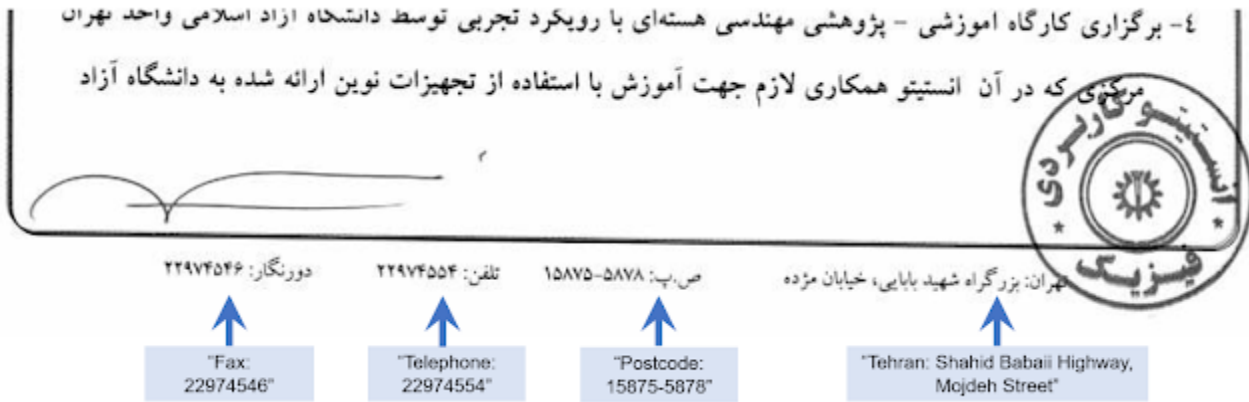 ٤- برگزاری کارگاه آموزشی - پژوهشی مهندسی هسته‌ای با رویکرد تجربی توسط دانشگاه آزاد اسلامی واحد تهران
مرکزی که در آن انستیتو همکاری لازم جهت آموزش با استفاده از تجهیزات نوین ارائه شده به دانشگاه آزاد
انستیتو کاربردی
فیزیک
تهران: بزرگراه شهید بابایی، خیابان مژده ص.پ: ۵۸۷۸-۱۵۸۷۵ تلفن: ۲۲۹۷۴۵۵۴ دورنگار: ۲۲۹۷۴۵۴۶
"Fax: "Telephone: "Postcode: "Tehran: Shahid Babaii Highway,
22974546" 22974554" 15875-5878" Mojdeh Street"